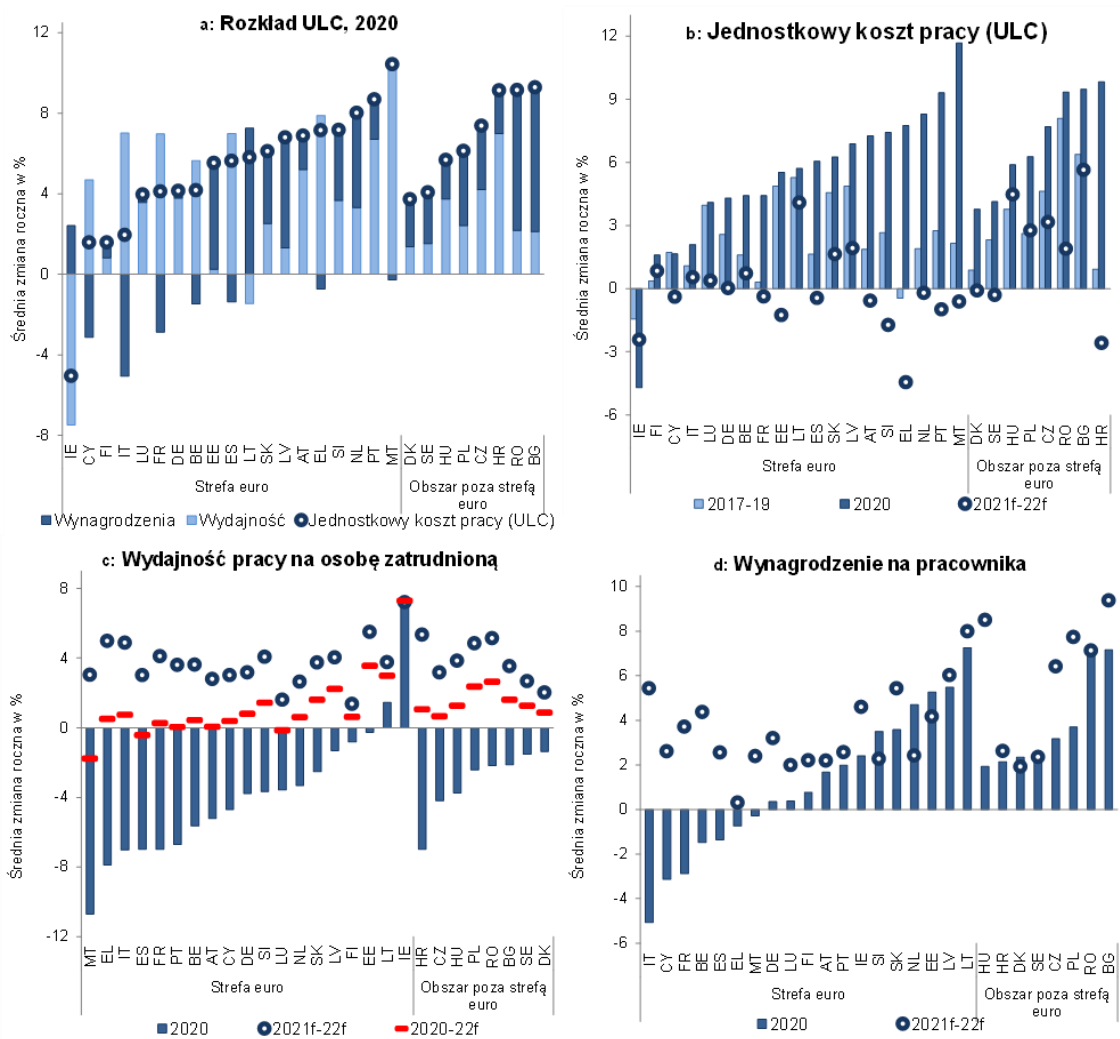 a: Rozkład ULC, 2020
12
8
4
0
-4
-8
Średnia zmiana roczna w %
IE CY FI IT LU FR DE BE EE ES LT SK LV AT EL SI NL PT MT DK SE HU PL CZ HR RO BG
Strefa euro
Obszar poza strefą
euro
Wynagrodzenia Wydajność Jednostkowy koszt pracy (ULC)
b: Jednostkowy koszt pracy (ULC)
12
9
6
3
0
-3
-6
Średnia zmiana roczna w %
IE FI CY IT LU DE BE FR EE LT ES SK LV AT SI EL NL PT MT DK SE HU PL CZ RO BG HR
Strefa euro
Obszar poza strefą
euro
2017-19 2020 2021f-22f
c: Wydajność pracy na osobę zatrudnioną
8
4
0
-4
-8
-12
Średnia zmiana roczna w %
MT EL IT ES FR PT BE AT CY DE SI LU NL SK LV FI EE LT IE HR CZ HU PL RO BG SE DK
Strefa euro
Obszar poza strefą
euro
2020 2021f-22f 2020-22f
d: Wynagrodzenie na pracownika
10
8
6
4
2
0
-2
-4
-6
Średnia zmiana roczna w %
IT CY FR BE ES EL MT DE LU FI AT PT IE SI SK NL EE LV LT HU HR DK SE CZ PL RO BG
Strefa euro
Obszar poza strefą
euro
2020 2021f-22f